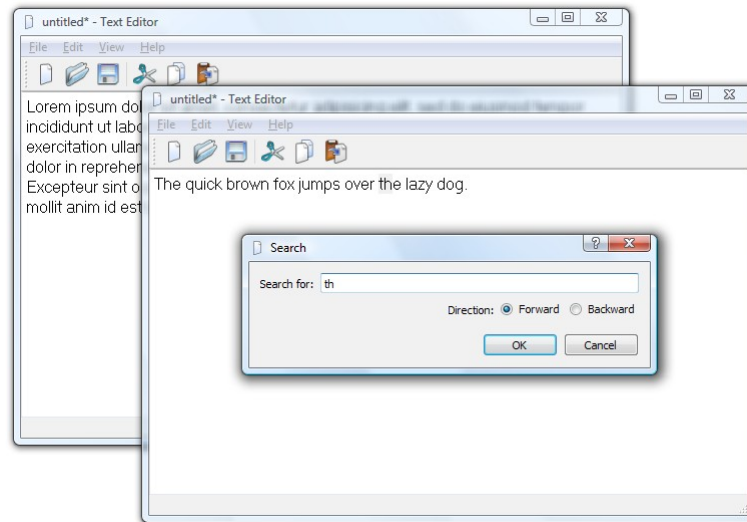 untitled* - Text Editor
File Edit View Help
Lorem ipsum dol
incididunt ut labo
exercitation ullam
dolor in reprehen
Excepteur sint o
mollit anim id est
untitled* - Text Editor
File Edit View Help
The quick brown fox jumps over the lazy dog.
Search
Search for: th
Direction: Forward Backward
OK Cancel